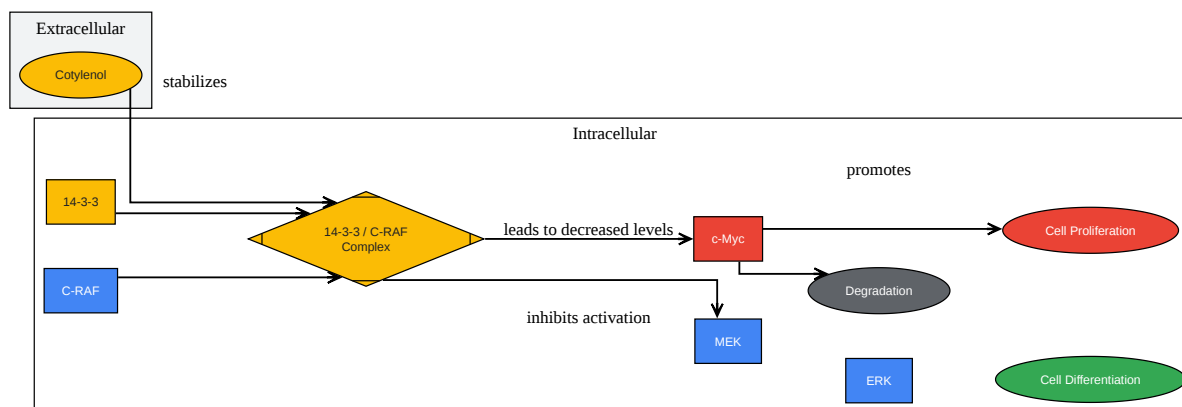 Extracellular
Cotylenol
stabilizes
Intracellular
promotes
14-3-3
14-3-3 / C-RAF
Complex
leads to decreased levels
c-Myc
Cell Proliferation
C-RAF
Degradation
inhibits activation
MEK
ERK
Cell Differentiation